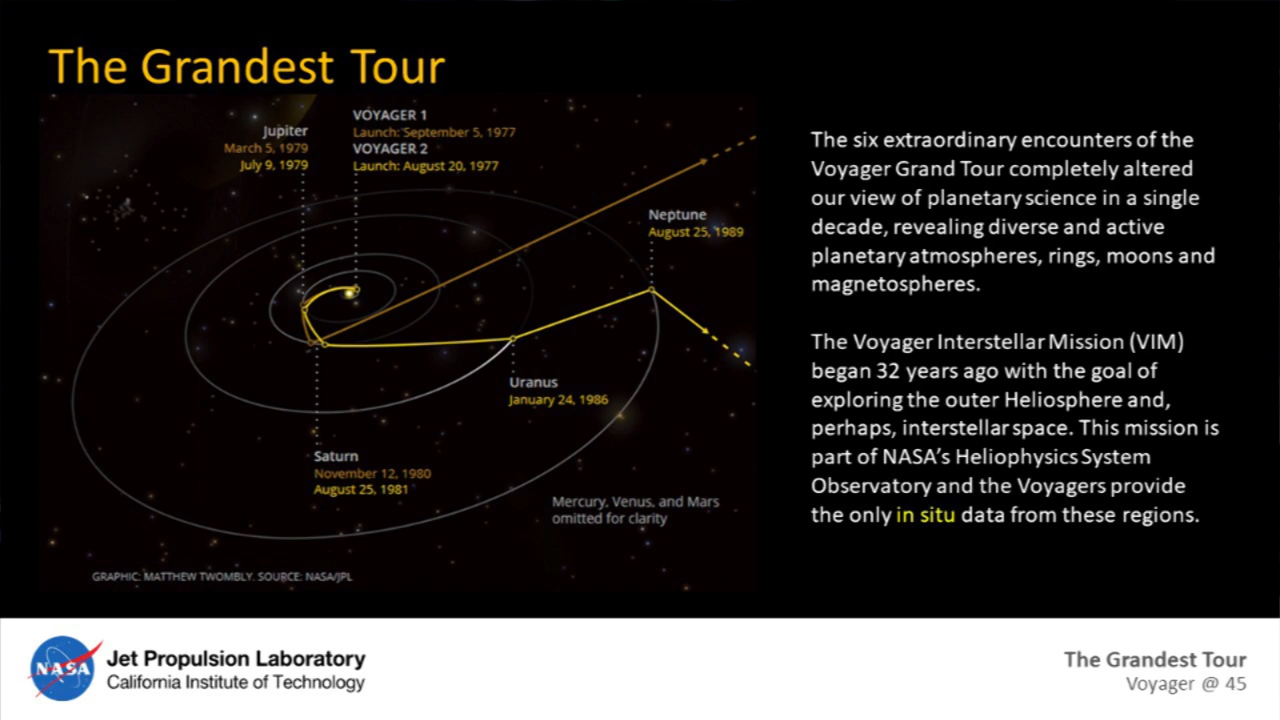 The Grandest Tour
VOYAGER 1
Launch: September 5, 1977
VOYAGER 2
Launch: August 20, 1977
Jupiter
March 5, 1979
July 9, 1979
Neptune
August 25, 1989
Uranus
January 24, 1986
Saturn
November 12, 1980
August 25, 1981
Mercury, Venus, and Mars
omitted for clarity
GRAPHIC: MATTHEW TWOMBLY. SOURCE: NASA/JPL
The six extraordinary encounters of the
Voyager Grand Tour completely altered
our view of planetary science in a single
decade, revealing diverse and active
planetary atmospheres, rings, moons and
magnetospheres.
The Voyager Interstellar Mission (VIM)
began 32 years ago with the goal of
exploring the outer Heliosphere and,
perhaps, interstellar space. This mission is
part of NASA’s Heliophysics System
Observatory and the Voyagers provide
the only in situ data from these regions.
NASA
Jet Propulsion Laboratory
California Institute of Technology
The Grandest Tour
Voyager @ 45